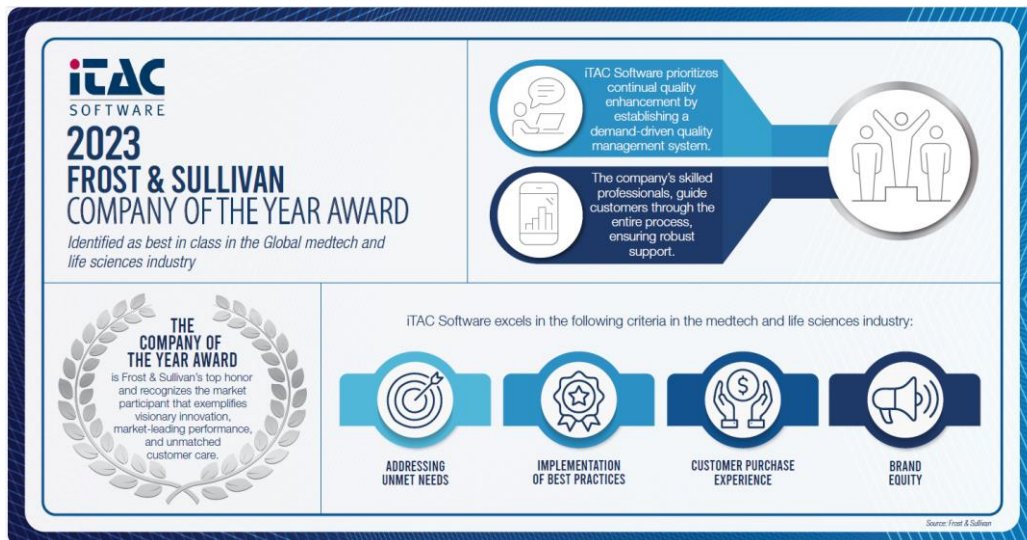 iTAC
SOFTWARE
2023
FROST & SULLIVAN
COMPANY OF THE YEAR AWARD
Identified as best in class in the Global medtech and
life sciences industry
iTAC Software prioritizes
continual quality
enhancement by
establishing a
demand-driven quality
management system.
The company's skilled
professionals, guide
customers through the
entire process,
ensuring robust
support.
THE
COMPANY OF
THE YEAR AWARD
is Frost & Sullivan's top honor
and recognizes the market
participant that exemplifies
visionary innovation,
market-leading performance,
and unmatched
customer care.
iTAC Software excels in the following criteria in the medtech and life sciences industry:
ADDRESSING
UNMET NEEDS
IMPLEMENTATION
OF BEST PRACTICES
$
CUSTOMER PURCHASE
EXPERIENCE
BRAND
EQUITY
Source: Frost & Sullivan